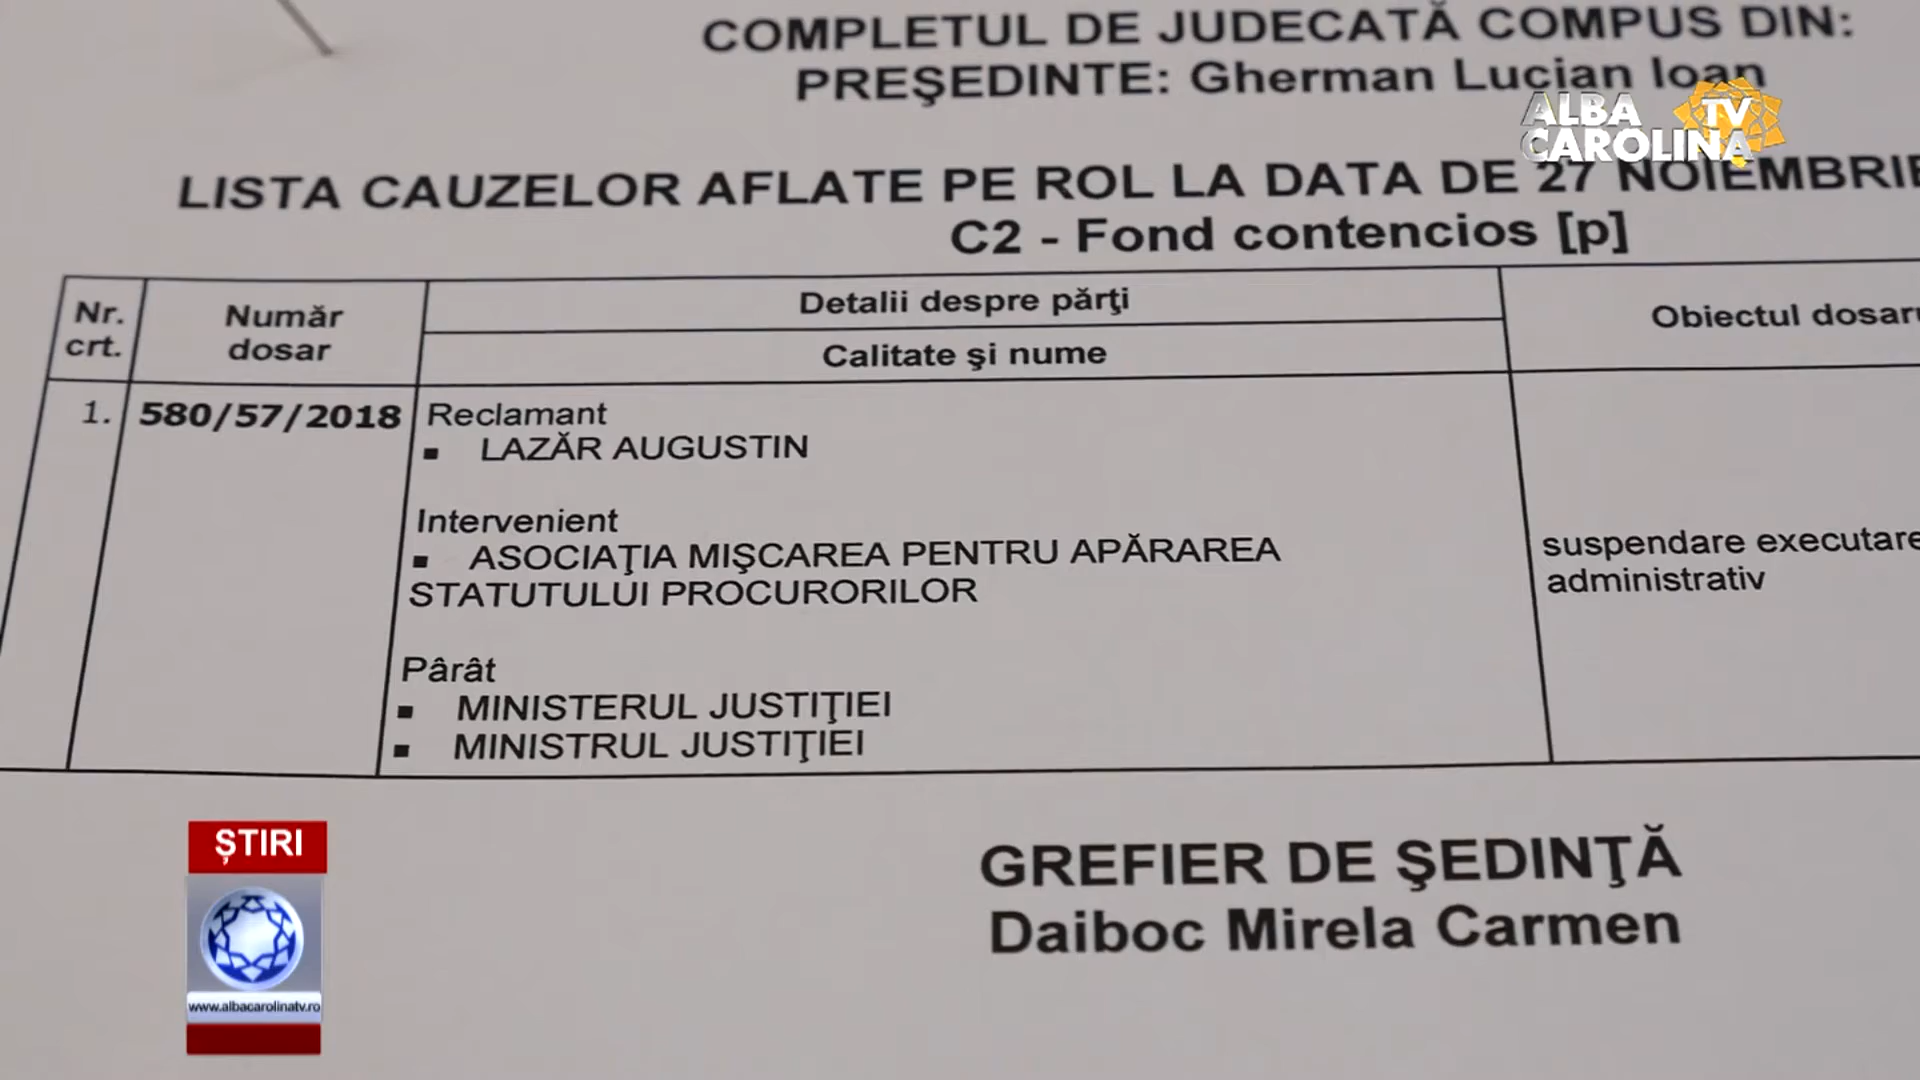 COMPLETUL DE JUDECATĂ COMPUS DIN:
PREŞEDINTE: Gherman Lucian Ioan
ALBA TV
CAROLINA
LISTA CAUZELOR AFLATE PE ROL LA DATA DE 27 NOIEMBRIE
C2 - Fond contencios [p]
Nr. crt.
Număr dosar
Detalii despre părţi
Calitate şi nume
Obiectul
1.
580/57/2018
Reclamant
▪ LAZĂR AUGUSTIN
Intervenient
▪ ASOCIAŢIA MIŞCAREA PENTRU APĂRAREA
STATUTULUI PROCURORILOR
Pârât
▪ MINISTERUL JUSTIŢIEI
▪ MINISTRUL JUSTIŢIEI
suspendare executare
administrativ
GREFIER DE ŞEDINŢĂ
Daiboc Mirela Carmen
ȘTIRI
www.albacarolinatv.ro